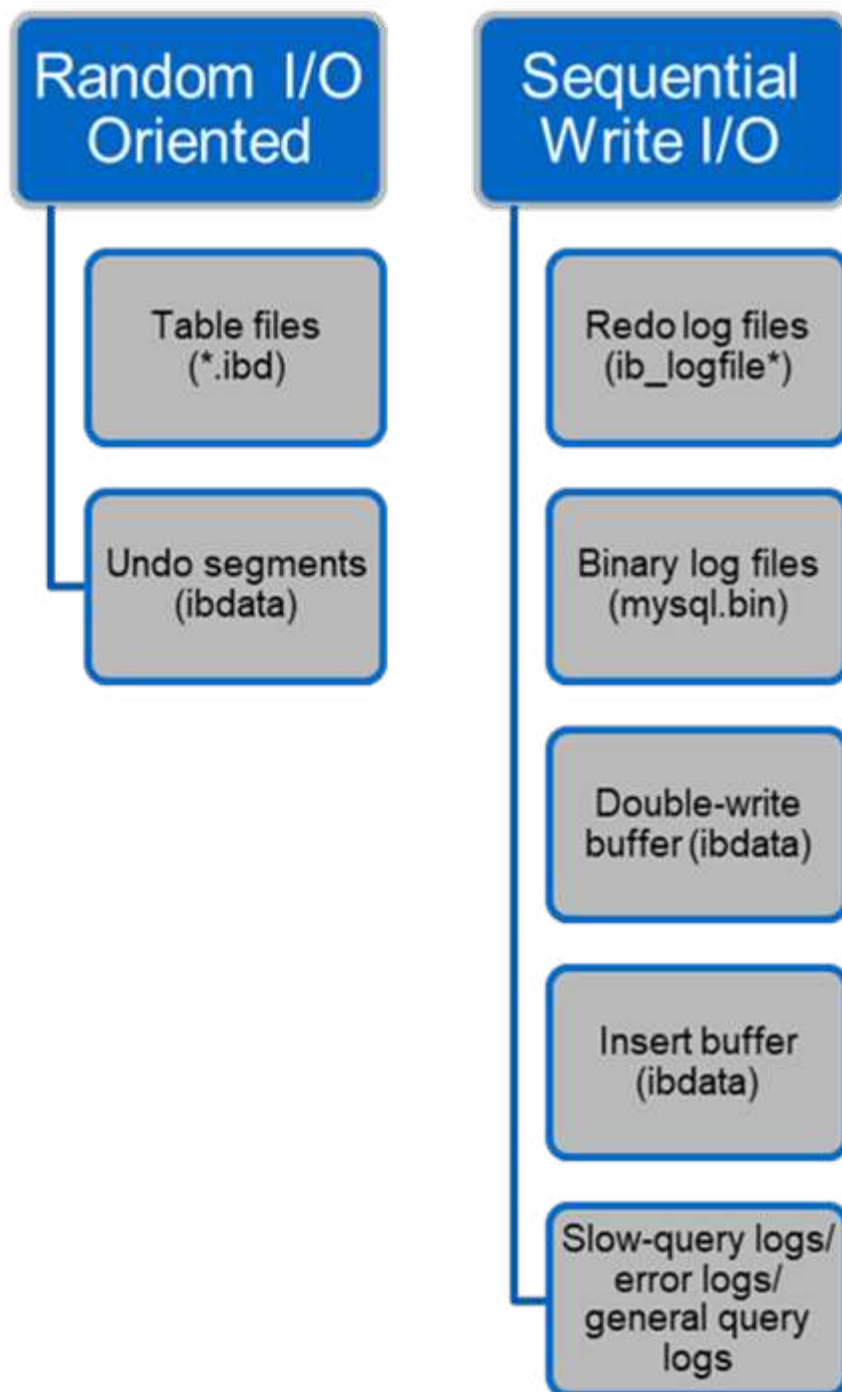 Random I/O
Oriented
Table files
(*.ibd)
Undo segments
(ibdata)
Sequential
Write I/O
Redo log files
(ib_logfile*)
Binary log files
(mysql.bin)
Double-write
buffer (ibdata)
Insert buffer
(ibdata)
Slow-query logs/
error logs/
general query
logs